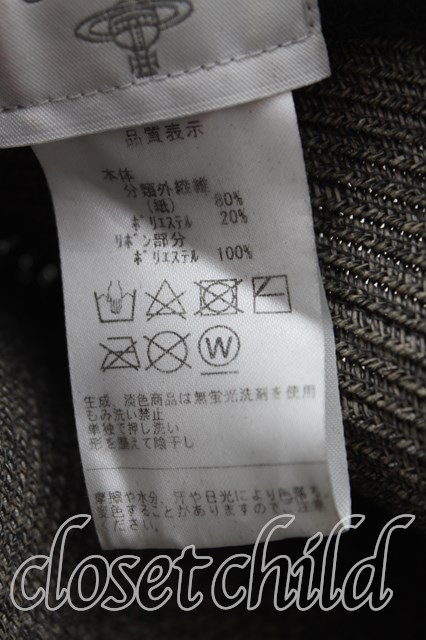 品質表示
本体
分類外繊維
(紙) 80%
ポリエステル 20%
リボン部分
ポリエステル 100%
W
生成、淡色商品は無蛍光洗剤を使用
もみ洗い禁止
単独で押し洗い
形を整えて陰干し
摩擦や水分、汗や日光により色落ち、
変色することがありますのでご注意
ください。
closet child